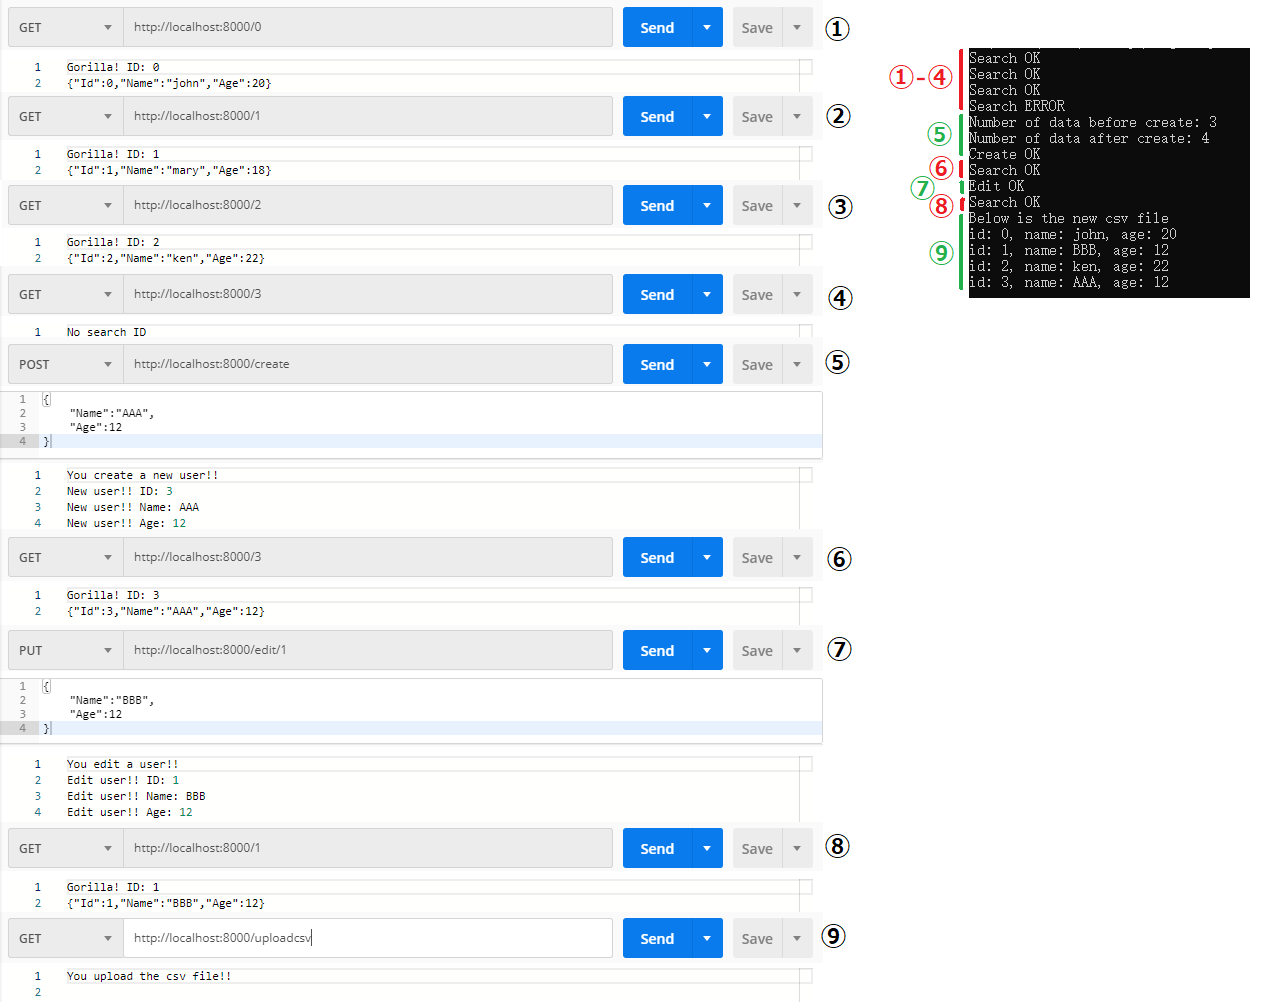 GET http://localhost:8000/0 Send Save ①
1 Gorilla! ID: 0
2 {"Id":0,"Name":"john","Age":20}
GET http://localhost:8000/1 Send Save ②
1 Gorilla! ID: 1
2 {"Id":1,"Name":"mary","Age":18}
GET http://localhost:8000/2 Send Save ③
1 Gorilla! ID: 2
2 {"Id":2,"Name":"ken","Age":22}
GET http://localhost:8000/3 Send Save ④
1 No search ID
POST http://localhost:8000/create Send Save ⑤
1 {
2 "Name":"AAA",
3 "Age":12
4 }
1 You create a new user!!
2 New user!! ID: 3
3 New user!! Name: AAA
4 New user!! Age: 12
GET http://localhost:8000/3 Send Save ⑥
1 Gorilla! ID: 3
2 {"Id":3,"Name":"AAA","Age":12}
PUT http://localhost:8000/edit/1 Send Save ⑦
1 {
2 "Name":"BBB",
3 "Age":12
4 }
1 You edit a user!!
2 Edit user!! ID: 1
3 Edit user!! Name: BBB
4 Edit user!! Age: 12
GET http://localhost:8000/1 Send Save ⑧
1 Gorilla! ID: 1
2 {"Id":1,"Name":"BBB","Age":12}
GET http://localhost:8000/uploadcsv Send Save ⑨
1 You upload the csv file!!
2
①-④
Search OK
Search OK
Search OK
Search ERROR
⑤
Number of data before create: 3
Number of data after create: 4
Create OK
⑥ Search OK
⑦ Edit OK
⑧ Search OK
⑨
Below is the new csv file
id: 0, name: john, age: 20
id: 1, name: BBB, age: 12
id: 2, name: ken, age: 22
id: 3, name: AAA, age: 12